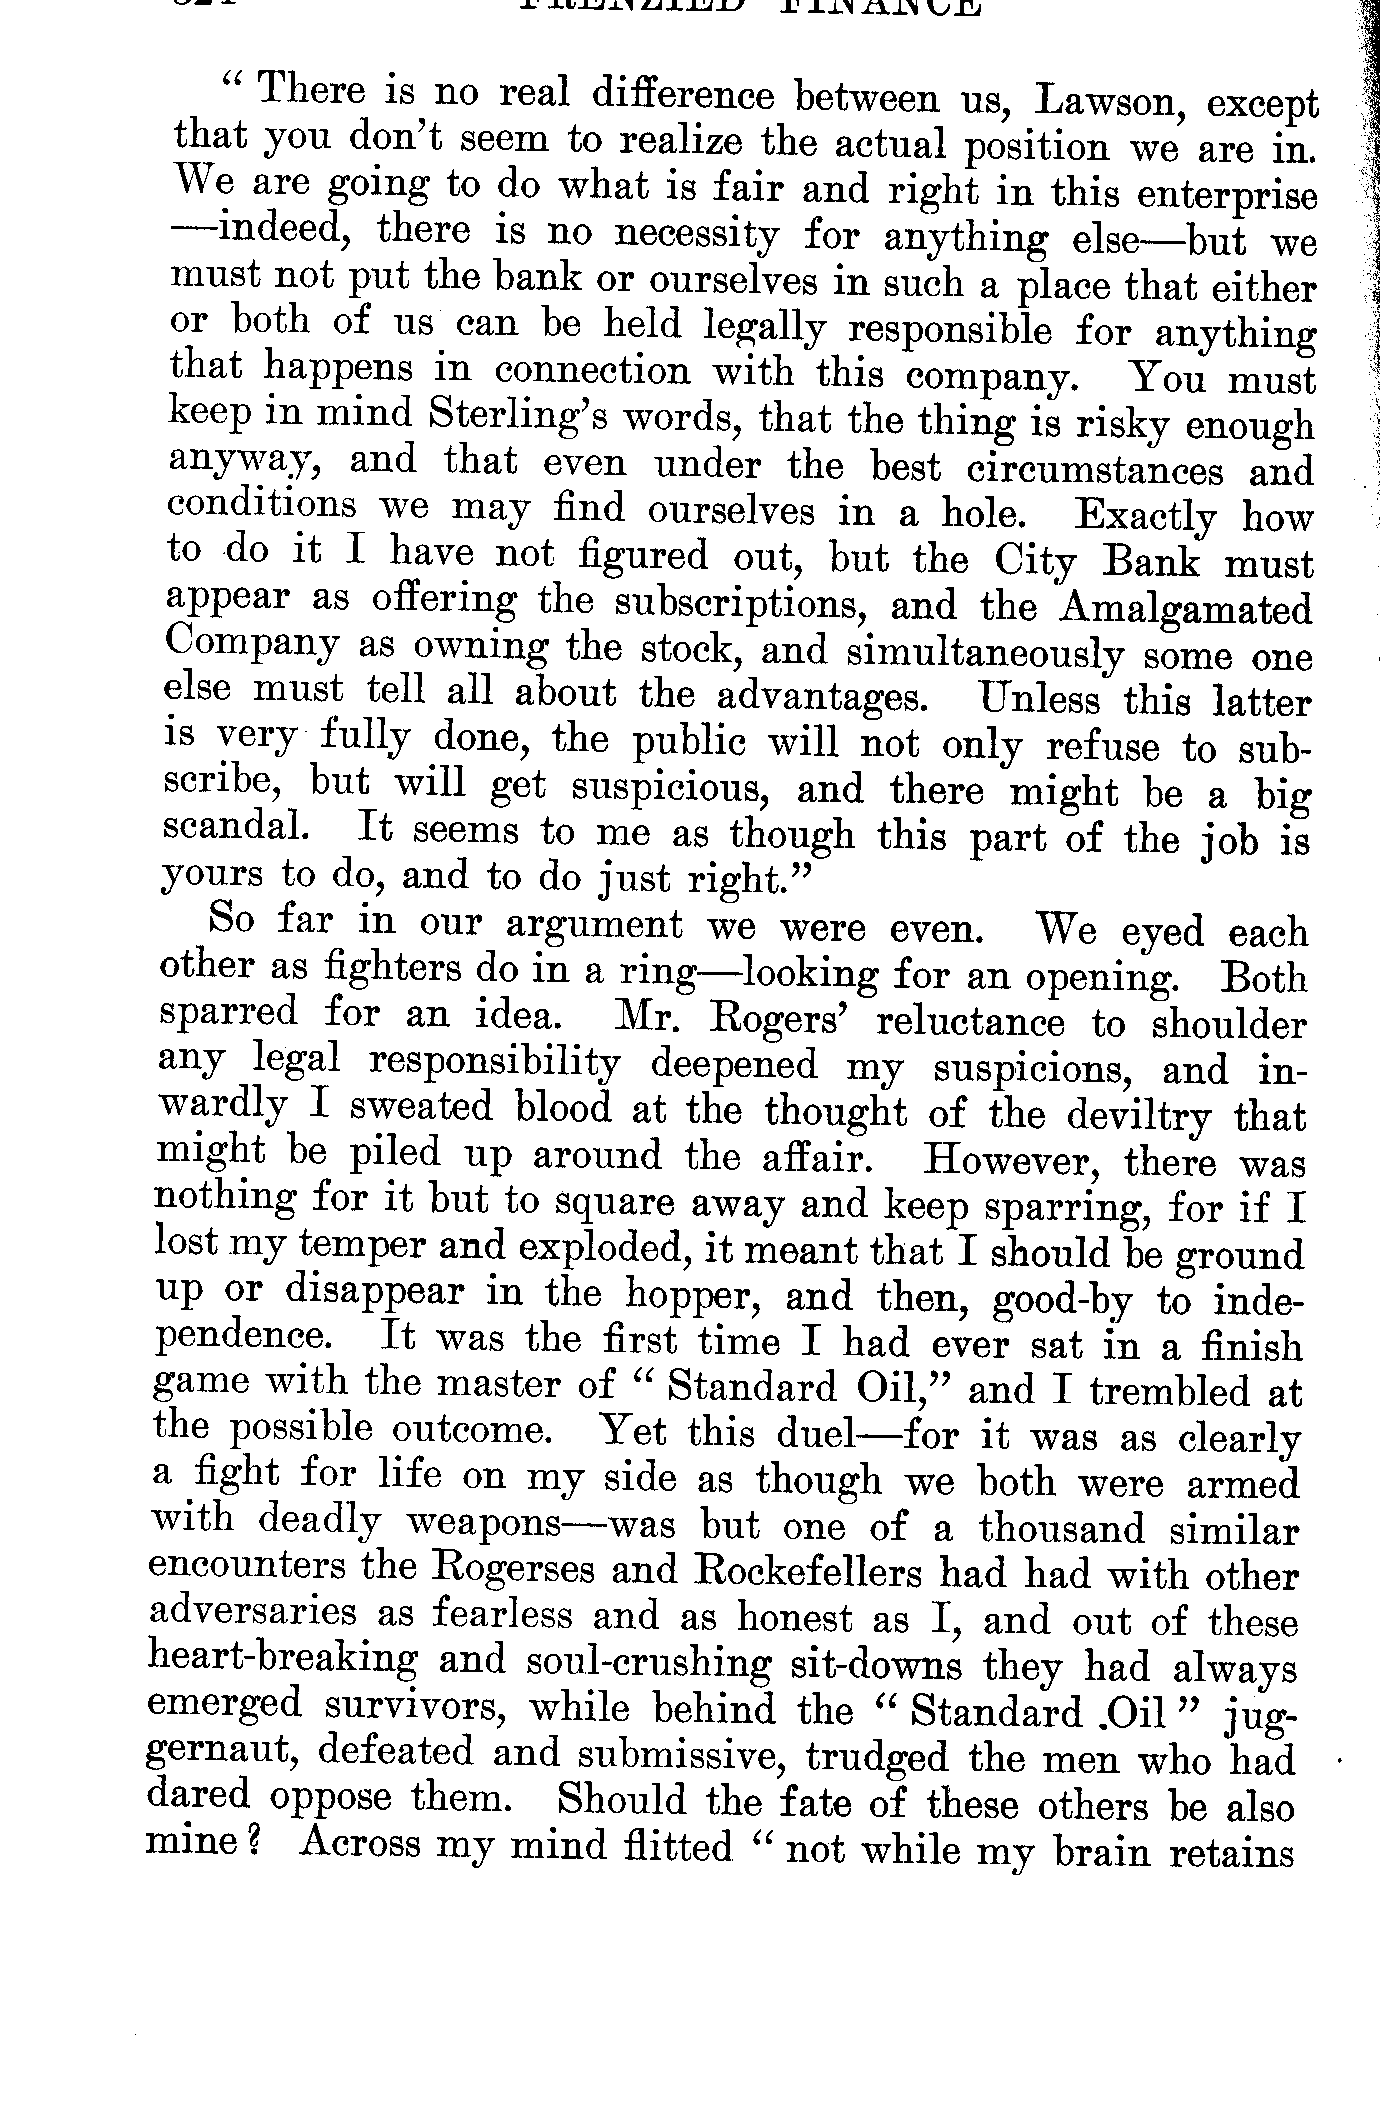 FRENZIED FINANCE
“ There is no real difference between us, Lawson, except
that you don’t seem to realize the actual position we are in.
We are going to do what is fair and right in this enterprise
—indeed, there is no necessity for anything else—but we
must not put the bank or ourselves in such a place that either
or both of us can be held legally responsible for anything
that happens in connection with this company. You must
keep in mind Sterling’s words, that the thing is risky enough
anyway, and that even under the best circumstances and
conditions we may find ourselves in a hole. Exactly how
to do it I have not figured out, but the City Bank must
appear as offering the subscriptions, and the Amalgamated
Company as owning the stock, and simultaneously some one
else must tell all about the advantages. Unless this latter
is very fully done, the public will not only refuse to sub-
scribe, but will get suspicious, and there might be a big
scandal. It seems to me as though this part of the job is
yours to do, and to do just right.”
So far in our argument we were even. We eyed each
other as fighters do in a ring—looking for an opening. Both
sparred for an idea. Mr. Rogers’ reluctance to shoulder
any legal responsibility deepened my suspicions, and in-
wardly I sweated blood at the thought of the deviltry that
might be piled up around the affair. However, there was
nothing for it but to square away and keep sparring, for if I
lost my temper and exploded, it meant that I should be ground
up or disappear in the hopper, and then, good-by to inde-
pendence. It was the first time I had ever sat in a finish
game with the master of “ Standard Oil,” and I trembled at
the possible outcome. Yet this duel—for it was as clearly
a fight for life on my side as though we both were armed
with deadly weapons—was but one of a thousand similar
encounters the Rogerses and Rockefellers had had with other
adversaries as fearless and as honest as I, and out of these
heart-breaking and soul-crushing sit-downs they had always
emerged survivors, while behind the “ Standard .Oil ” jug-
gernaut, defeated and submissive, trudged the men who had
dared oppose them. Should the fate of these others be also
mine? Across my mind flitted “ not while my brain retains